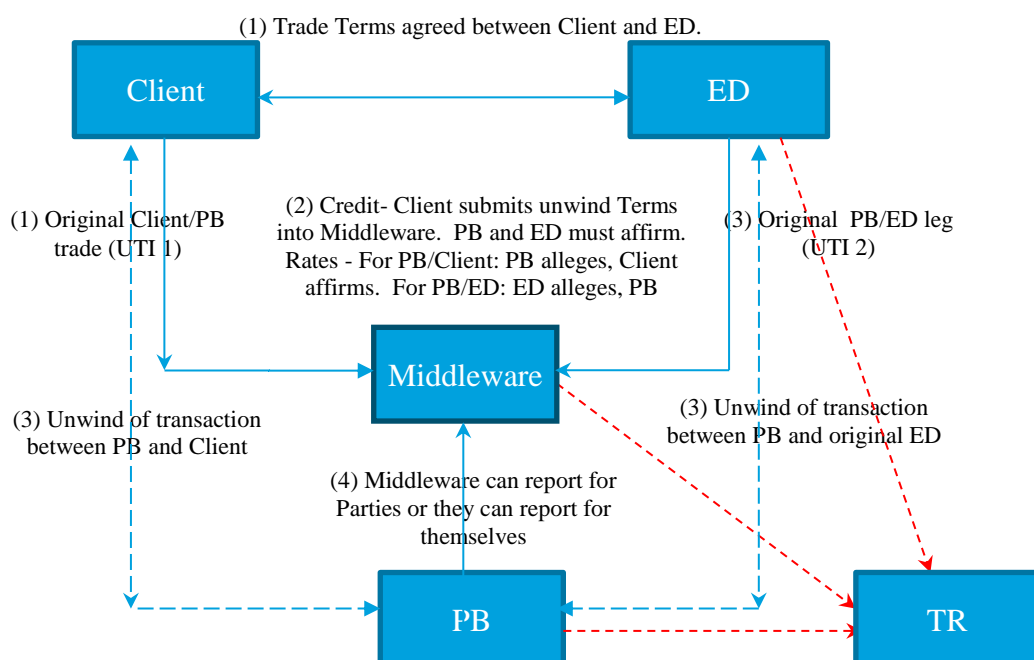 (1) Trade Terms agreed between Client and ED.
Client
ED
(1) Original Client/PB
trade (UTI 1)
(2) Credit- Client submits unwind Terms
into Middleware.  PB and ED must affirm.
Rates - For PB/Client: PB alleges, Client
affirms.  For PB/ED: ED alleges, PB
(3) Original  PB/ED leg
(UTI 2)
Middleware
(3) Unwind of transaction
between PB and Client
(3) Unwind of transaction
between PB and original ED
(4) Middleware can report for
Parties or they can report for
themselves
PB
TR